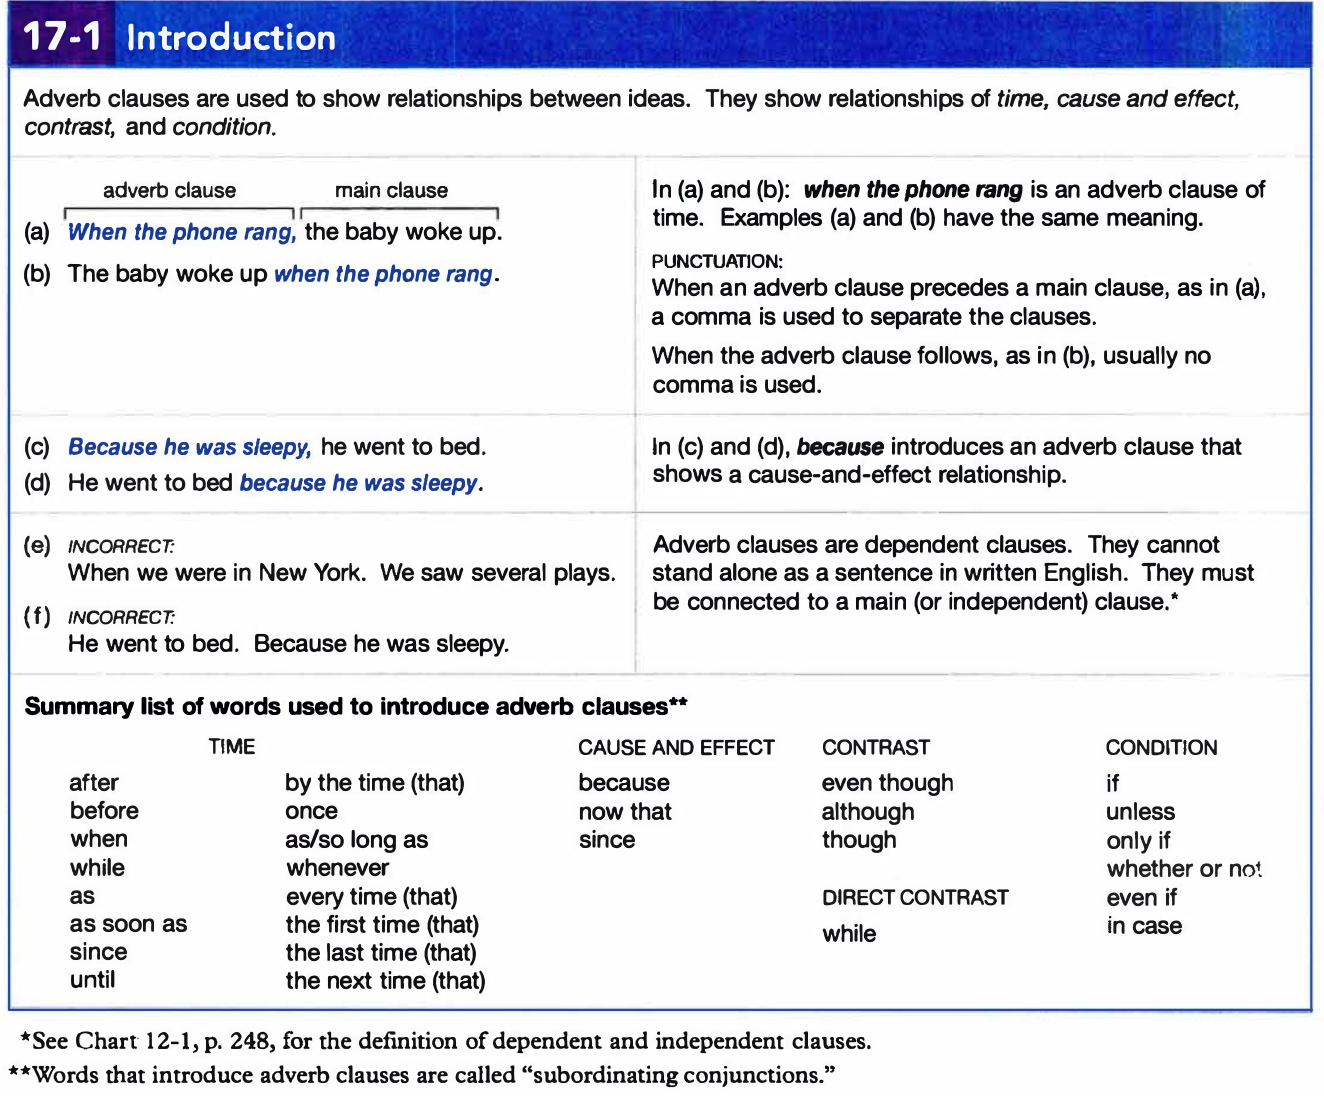 17-1 Introduction
Adverb clauses are used to show relationships between ideas. They show relationships of time, cause and effect,
contrast, and condition.
adverb clause main clause
(a) When the phone rang, the baby woke up.
(b) The baby woke up when the phone rang.
In (a) and (b): when the phone rang is an adverb clause of
time. Examples (a) and (b) have the same meaning.
PUNCTUATION:
When an adverb clause precedes a main clause, as in (a),
a comma is used to separate the clauses.
When the adverb clause follows, as in (b), usually no
comma is used.
(c) Because he was sleepy, he went to bed.
(d) He went to bed because he was sleepy.
In (c) and (d), because introduces an adverb clause that
shows a cause-and-effect relationship.
(e) INCORRECT:
When we were in New York. We saw several plays.
(f) INCORRECT:
He went to bed. Because he was sleepy.
Adverb clauses are dependent clauses. They cannot
stand alone as a sentence in written English. They must
be connected to a main (or independent) clause.*
Summary list of words used to introduce adverb clauses**
TIME CAUSE AND EFFECT CONTRAST CONDITION
after by the time (that) because even though if
before once now that although unless
when as/so long as since though only if
while whenever whether or not
as every time (that) DIRECT CONTRAST even if
as soon as the first time (that) while in case
since the last time (that)
until the next time (that)
*See Chart 12-1, p. 248, for the definition of dependent and independent clauses.
**Words that introduce adverb clauses are called "subordinating conjunctions."